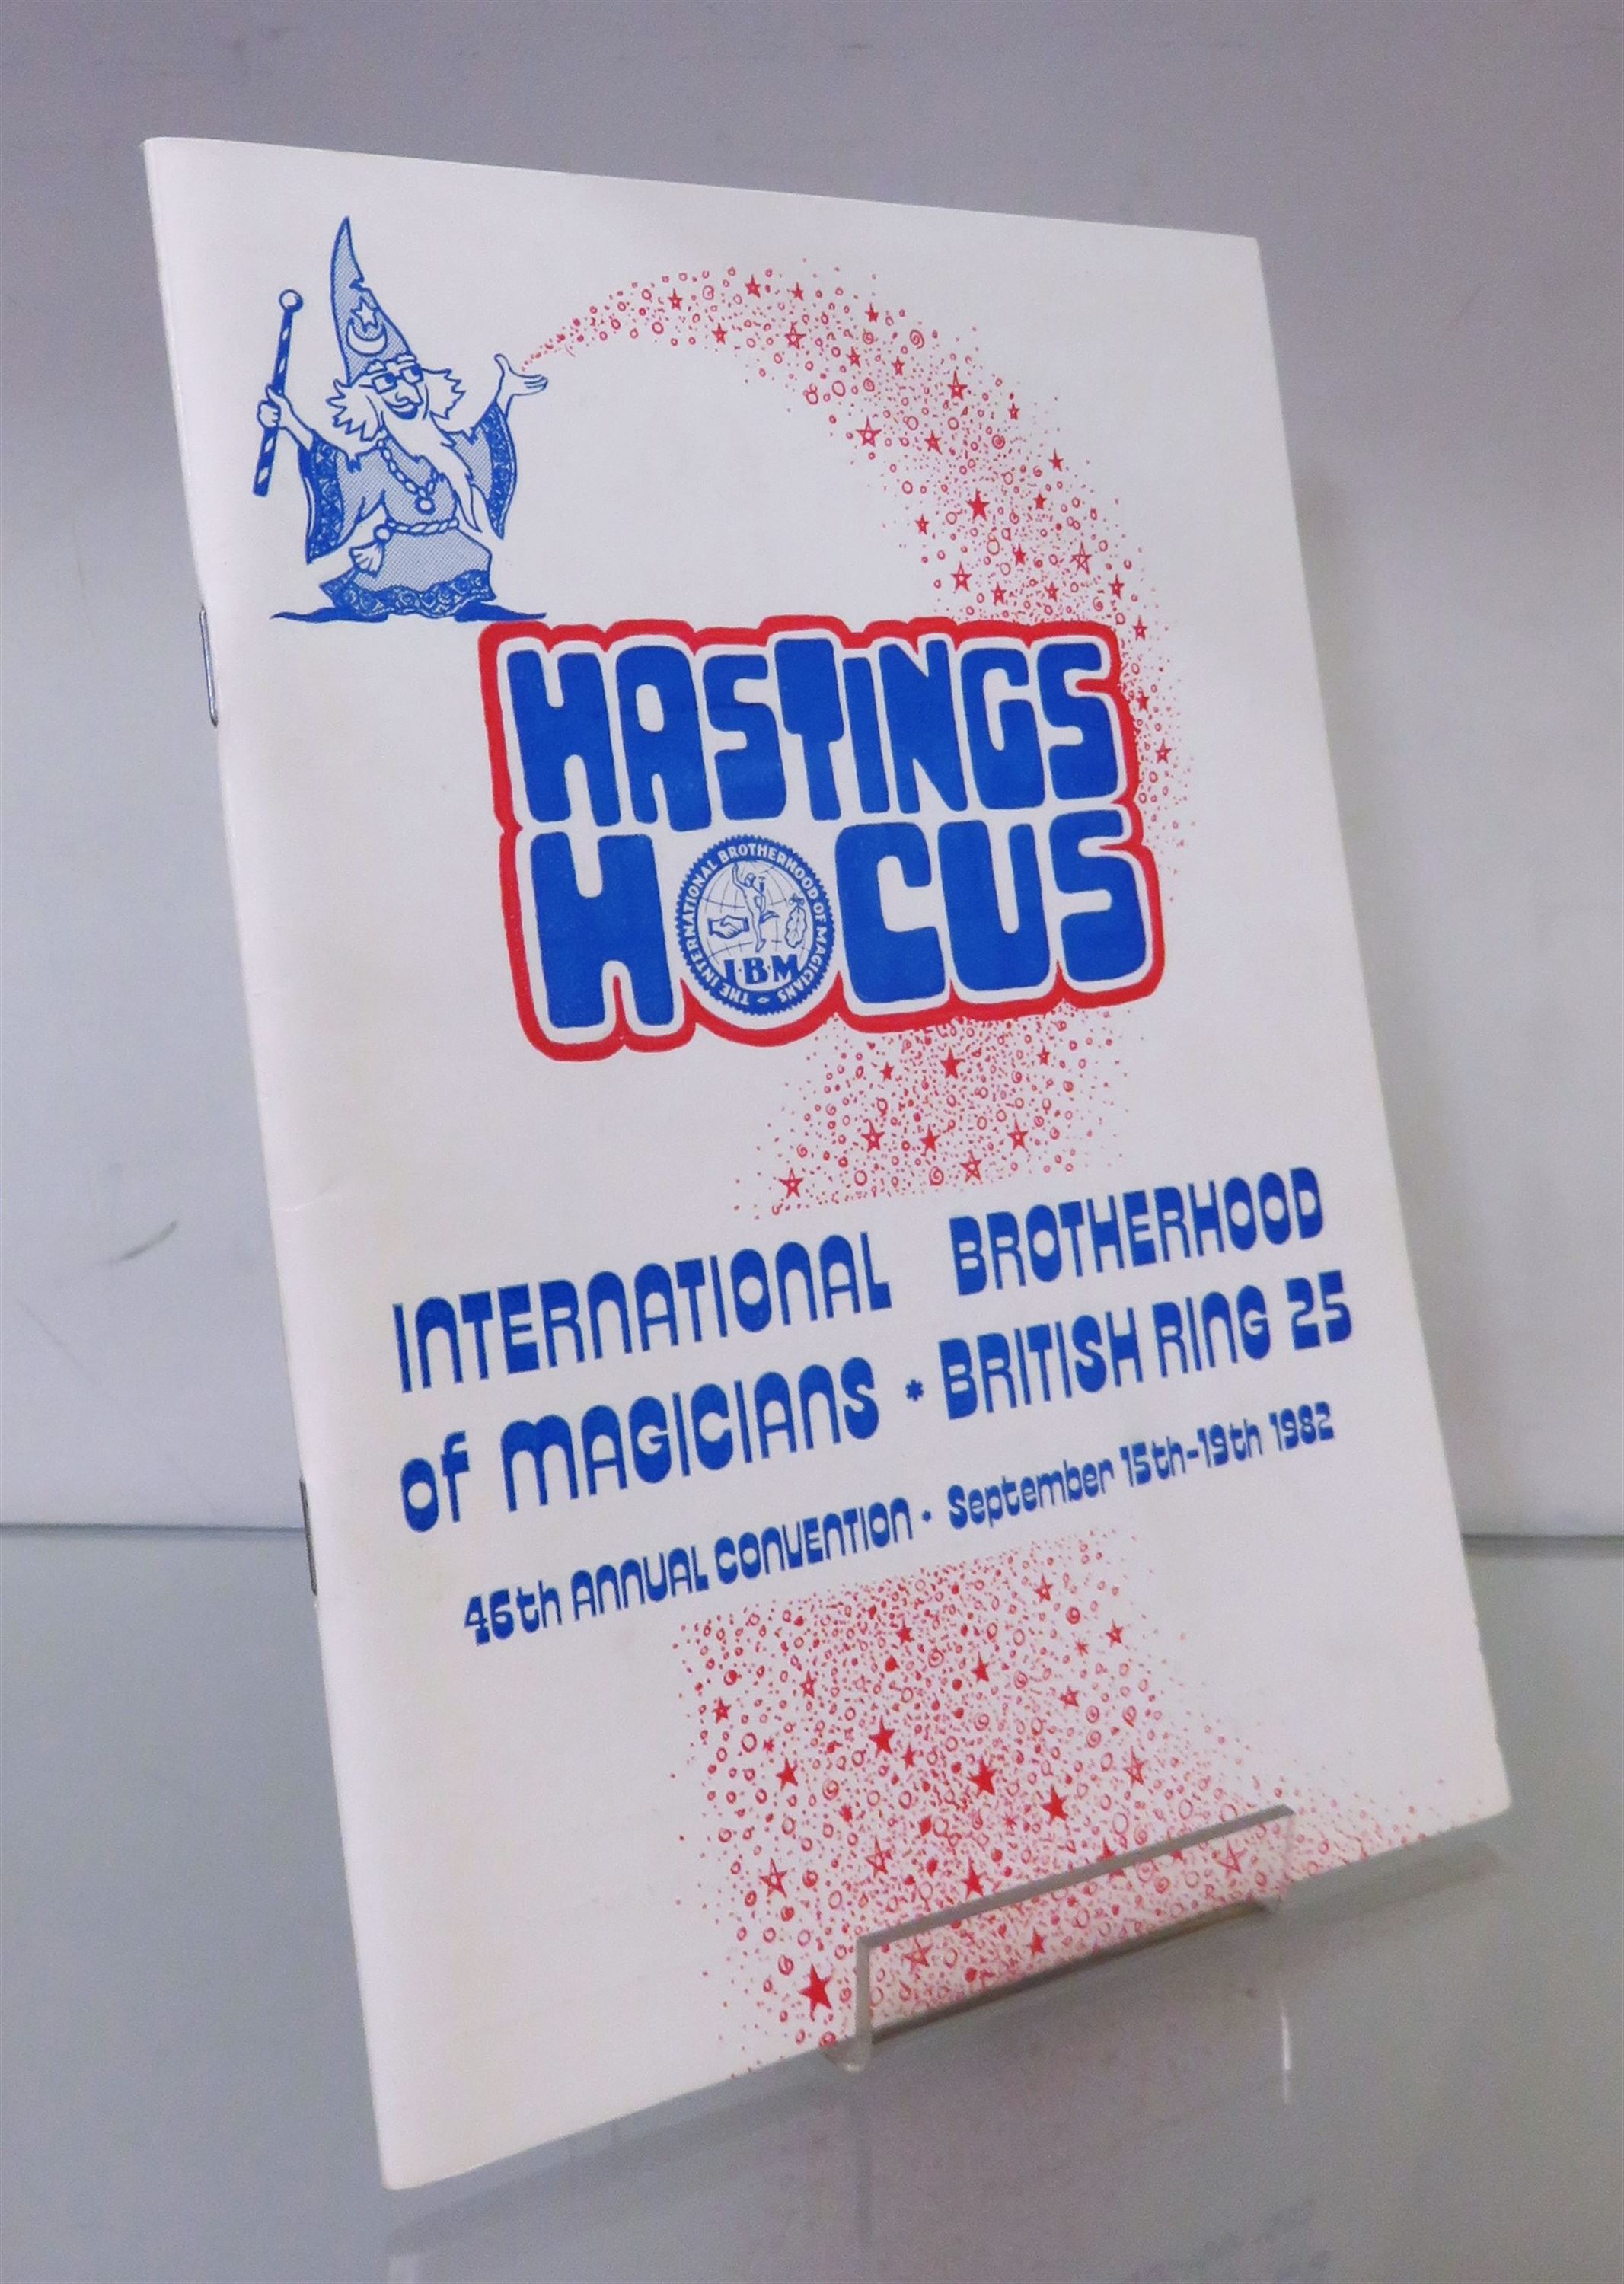 HASTINGS
HOCUS
THE INTERNATIONAL BROTHERHOOD OF MAGICIANS
I·B·M
INTERNATIONAL BROTHERHOOD
of MAGICIANS * BRITISH RING 25
46th ANNUAL CONVENTION · September 15th-19th 1982